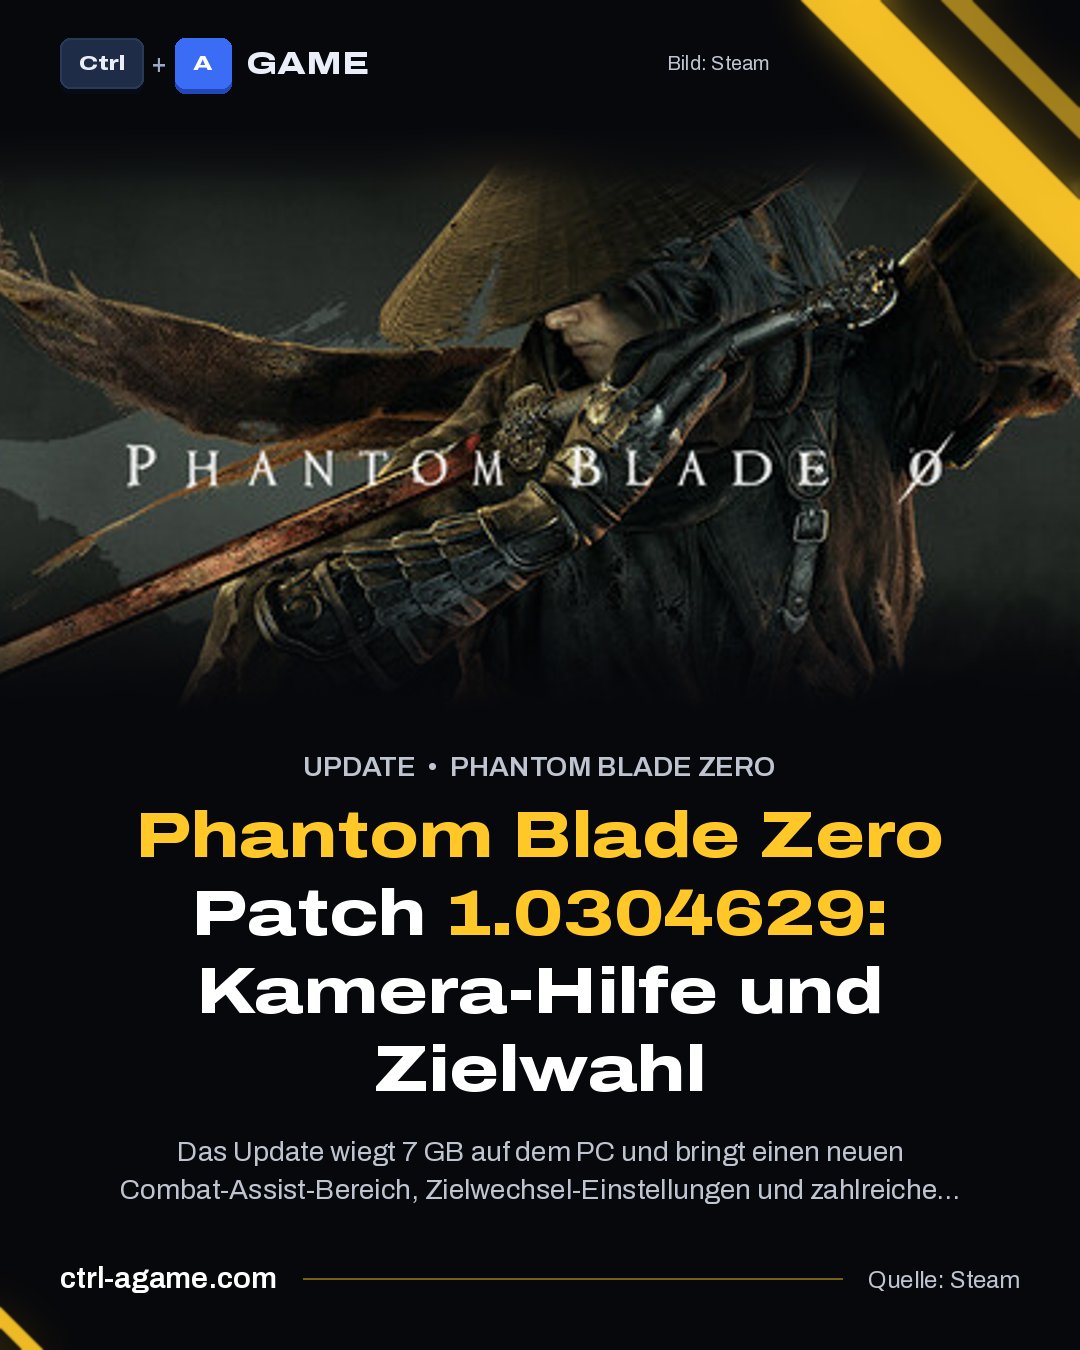 Ctrl + A GAME
Bild: Steam
PHANTOM BLADE 0
UPDATE • PHANTOM BLADE ZERO
Phantom Blade Zero
Patch 1.0304629:
Kamera-Hilfe und
Zielwahl
Das Update wiegt 7 GB auf dem PC und bringt einen neuen
Combat-Assist-Bereich, Zielwechsel-Einstellungen und zahlreiche...
ctrl-agame.com
Quelle: Steam